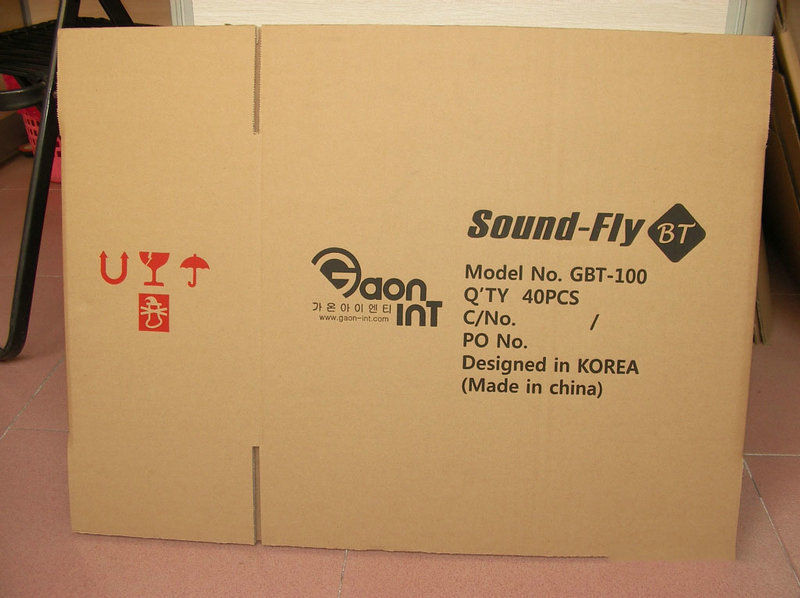 Gaon
INT
가온아이엔티
www.gaon-int.com
Sound-Fly BT
Model No. GBT-100
Q'TY 40PCS
C/No. /
PO No.
Designed in KOREA
(Made in china)